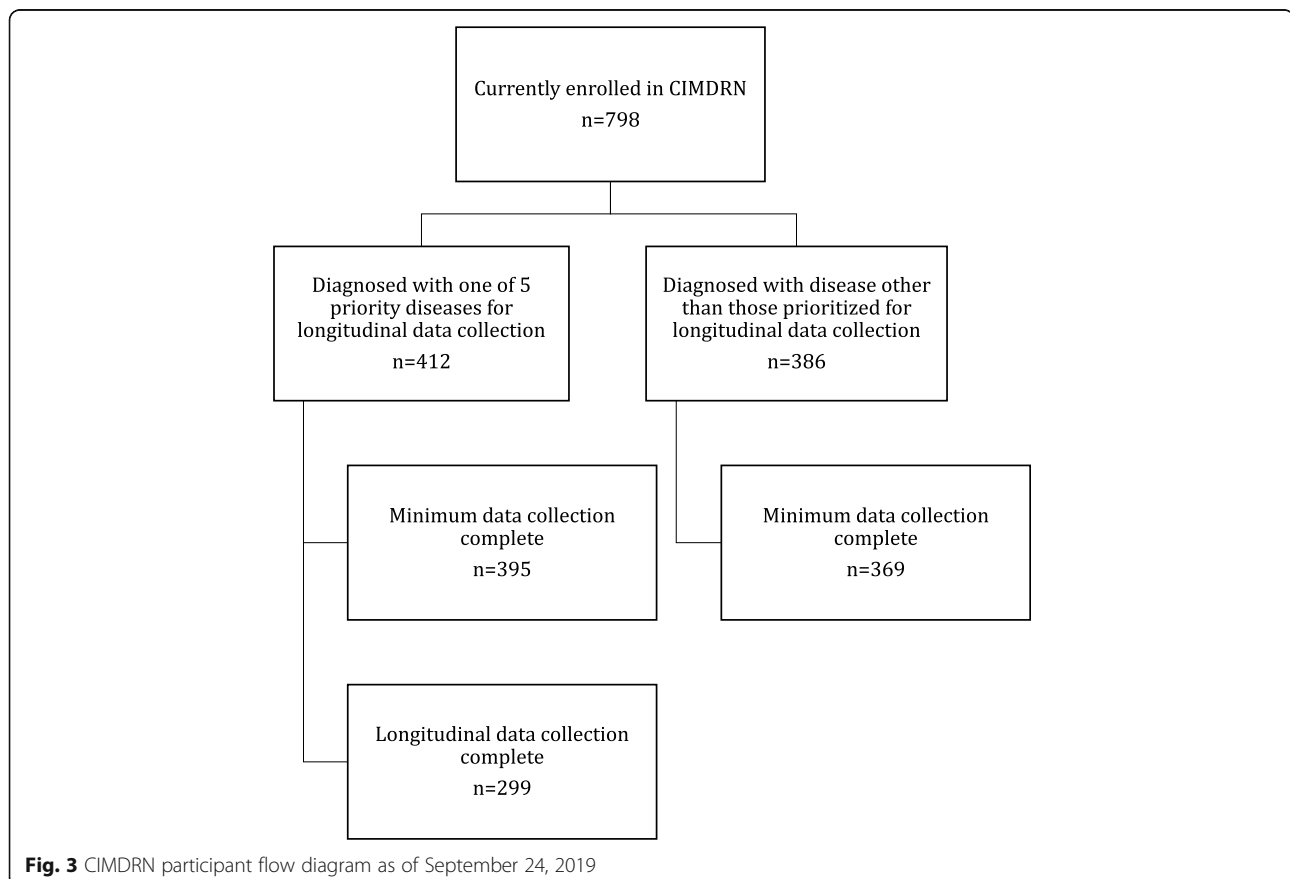 Currently enrolled in CIMDRN
n=798
Diagnosed with one of 5
priority diseases for
longitudinal data collection
n=412
Diagnosed with disease other
than those prioritized for
longitudinal data collection
n=386
Minimum data collection
complete
n=395
Minimum data collection
complete
n=369
Longitudinal data collection
complete
n=299
Fig. 3 CIMDRN participant flow diagram as of September 24, 2019